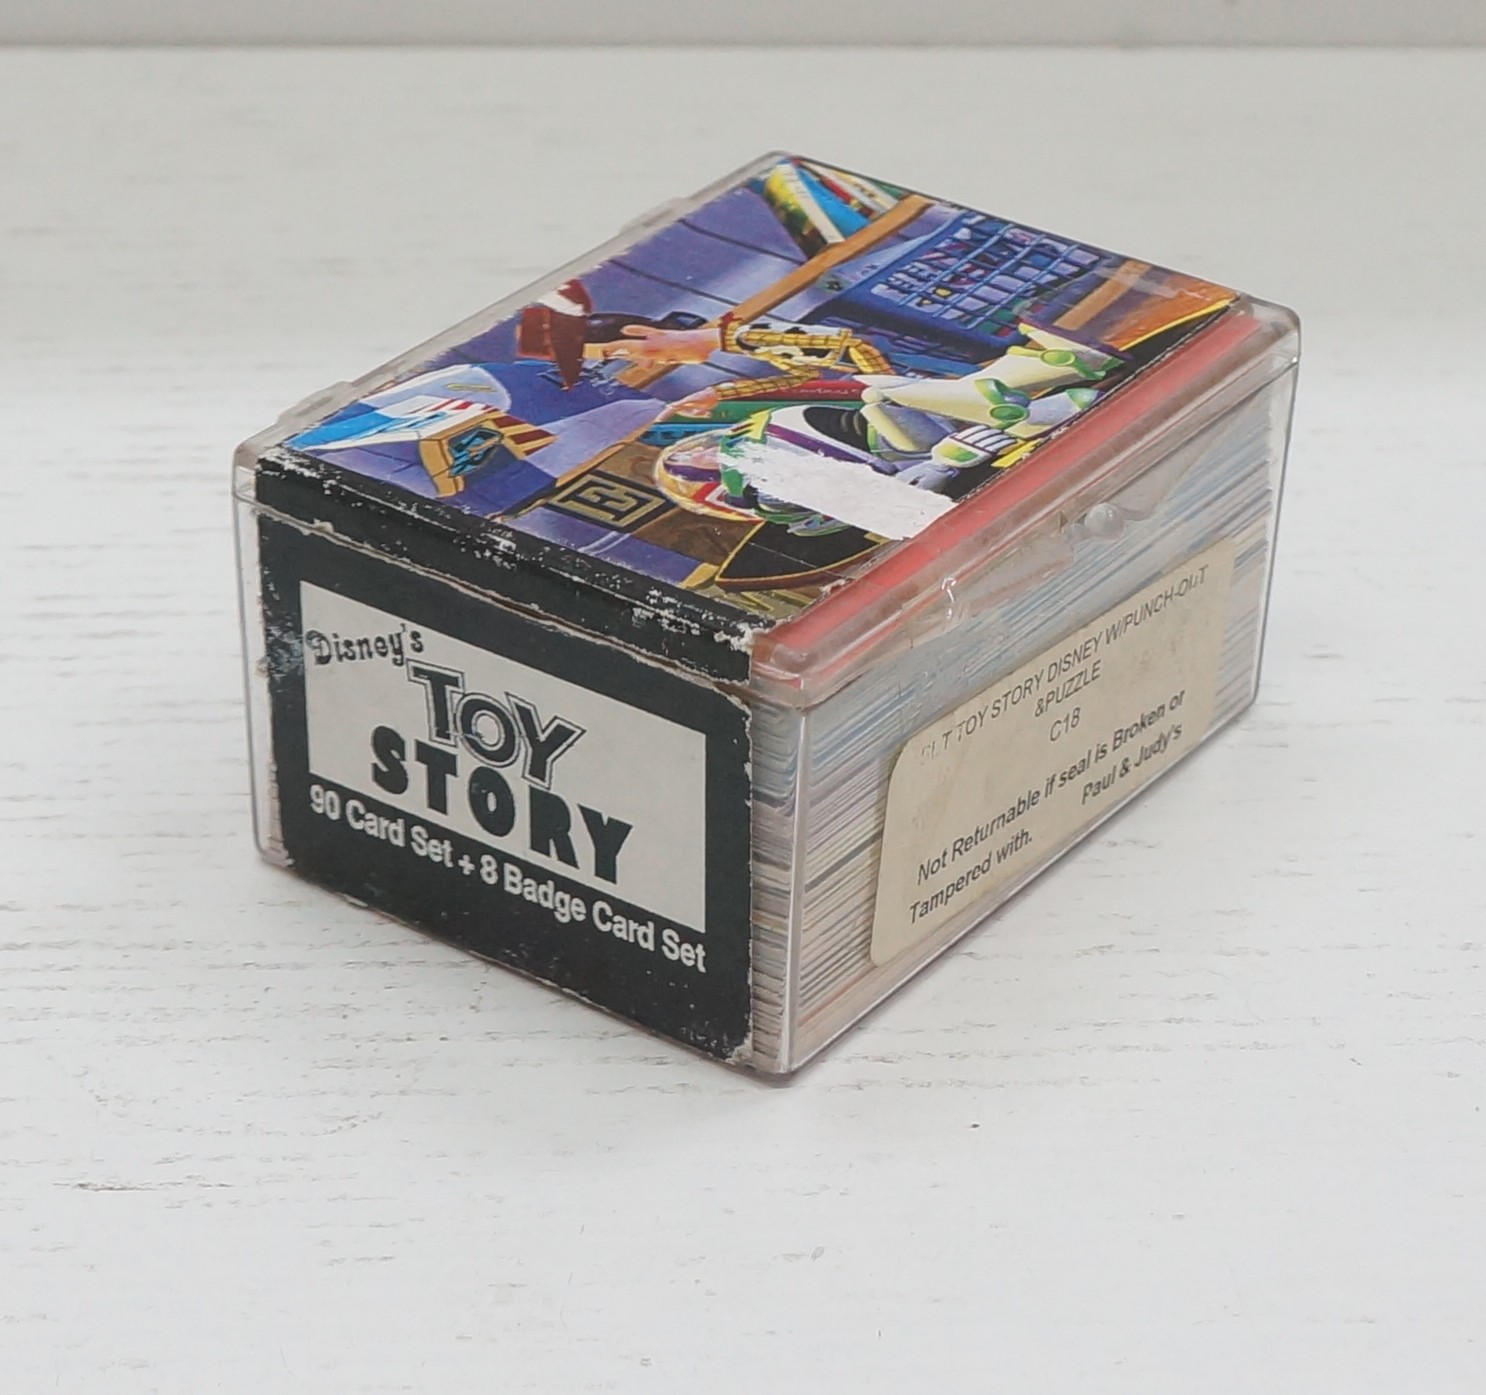 Disney's
TOY
STORY
90 Card Set + 8 Badge Card Set
TOY STORY DISNEY W/PUNCH-OUT
&PUZZLE
C18
Not Returnable if seal is Broken or
Tampered with. Paul & Judy's
E